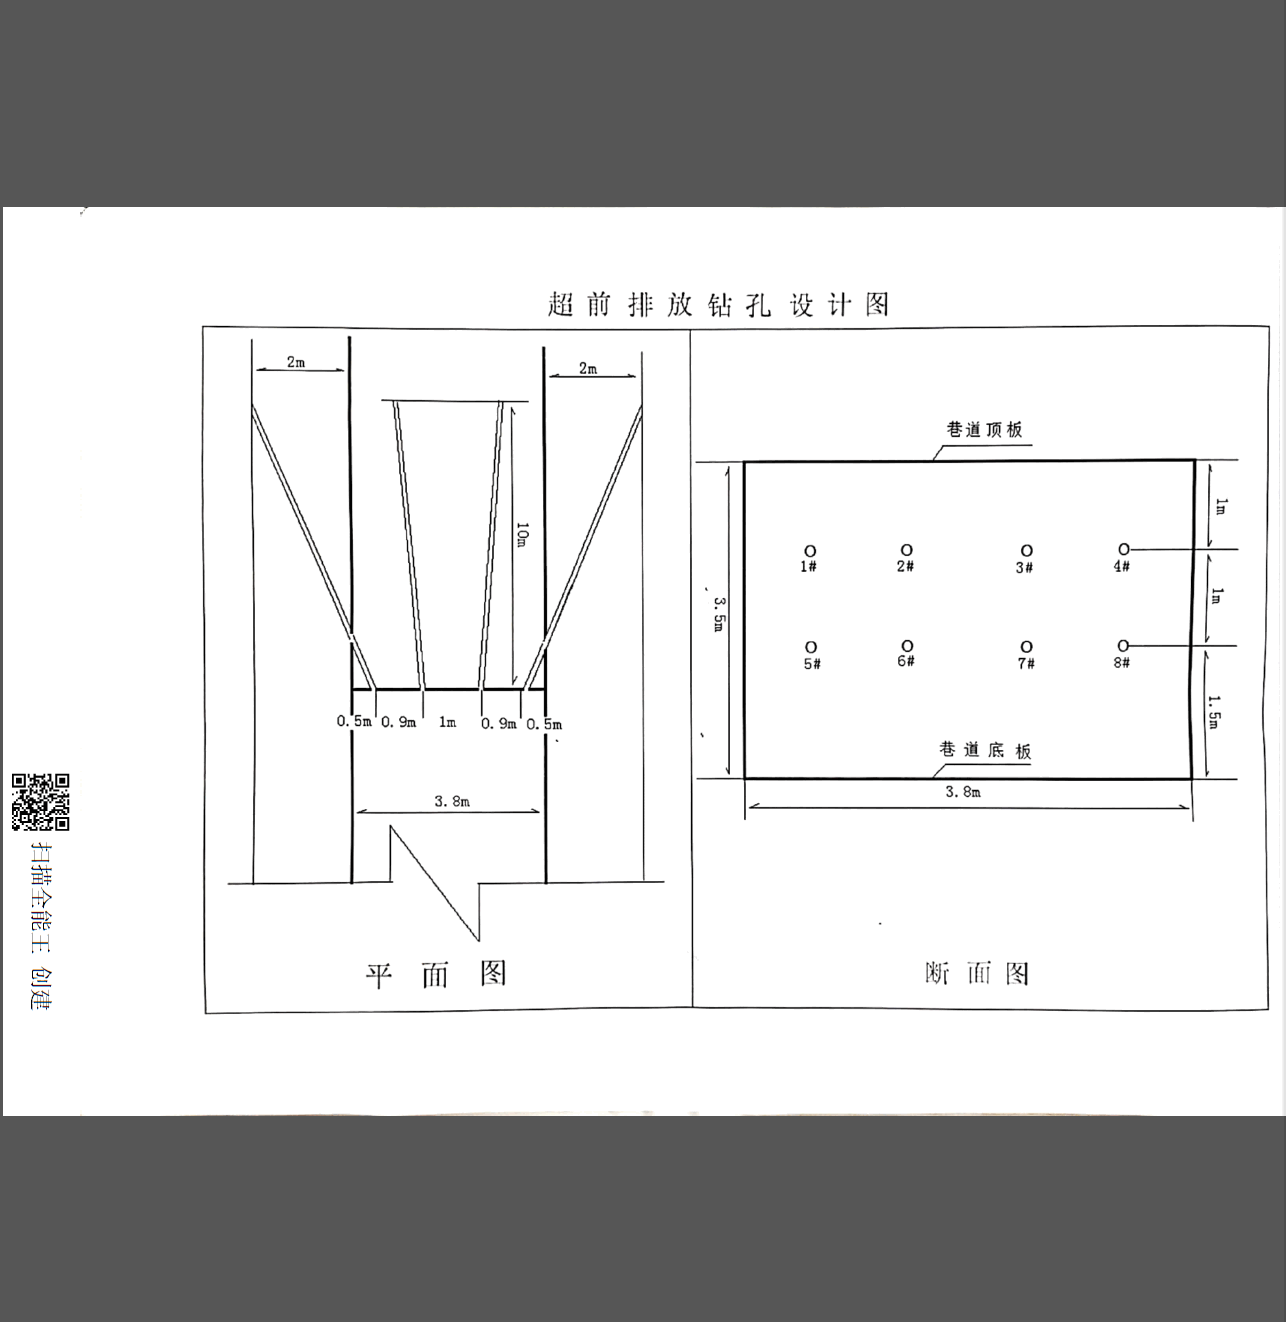 超前排放钻孔设计图
2m
2m
10m
0.5m 0.9m 1m 0.9m 0.5m
3.8m
平面图
巷道顶板
1m
1# 2# 3# 4#
3.5m
1m
5# 6# 7# 8#
1.5m
巷道底板
3.8m
断面图
扫描全能王 创建